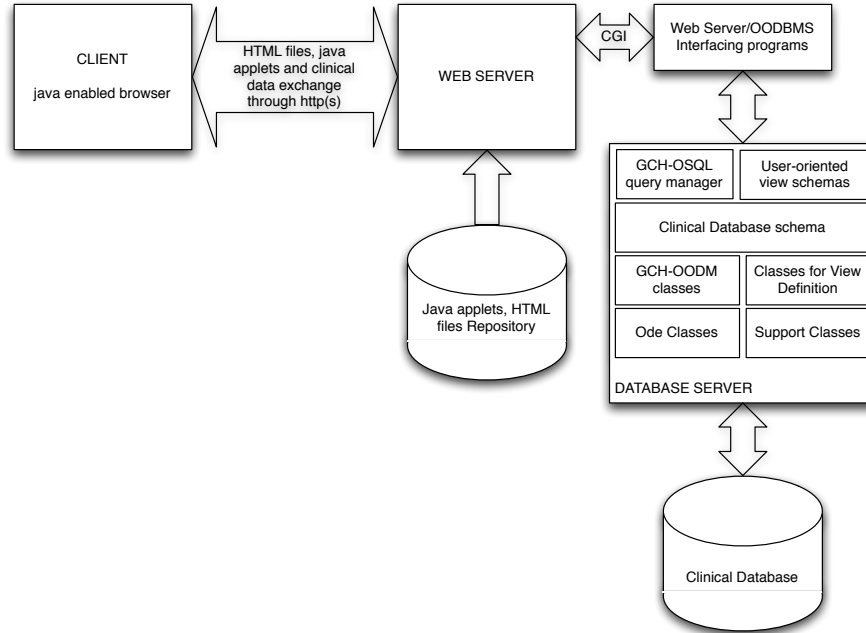 CLIENT
java enabled browser
HTML files, java
applets and clinical
data exchange
through http(s)
WEB SERVER
CGI
Web Server/OODBMS
Interfacing programs
GCH-OSQL
query manager
User-oriented
view schemas
Clinical Database schema
GCH-OODM
classes
Classes for View
Definition
Ode Classes
Support Classes
DATABASE SERVER
Java applets, HTML
files Repository
Clinical Database